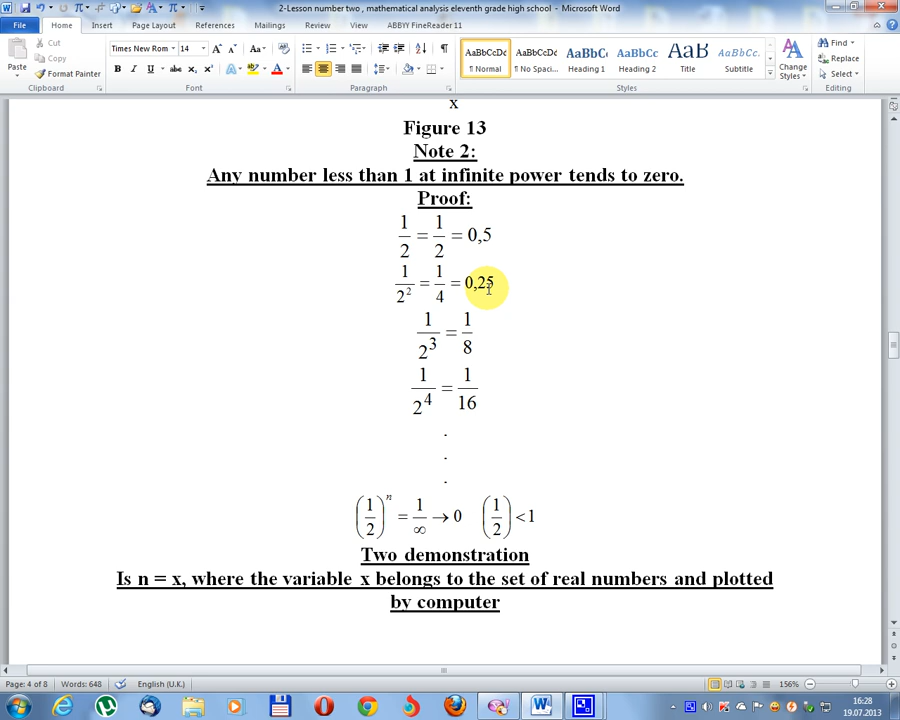 2-Lesson number two , mathematical analysis eleventh grade high school - Microsoft Word
File Home Insert Page Layout References Mailings Review View ABBYY FineReader 11
Paste
Cut
Copy
Format Painter
Clipboard
Times New Rom 14 Aa
B I U abc x₂ x² A
Font
Paragraph
AaBbCcDc AaBbCcDc AaBbC AaBbCc AaB AaBbCc.
¶ Normal ¶ No Spaci... Heading 1 Heading 2 Title Subtitle
Change Styles
Styles
Find
Replace
Select
Editing
x
Figure 13
Note 2:
Any number less than 1 at infinite power tends to zero.
Proof:
1/2 = 1/2 = 0,5
1/2² = 1/4 = 0,25
1/2³ = 1/8
1/2⁴ = 1/16
.
.
.
(1/2)ⁿ = 1/∞ → 0 (1/2) < 1
Two demonstration
Is n = x, where the variable x belongs to the set of real numbers and plotted
by computer
Page: 4 of 8 Words: 648 English (U.K.) 156%
16:28
19.07.2013